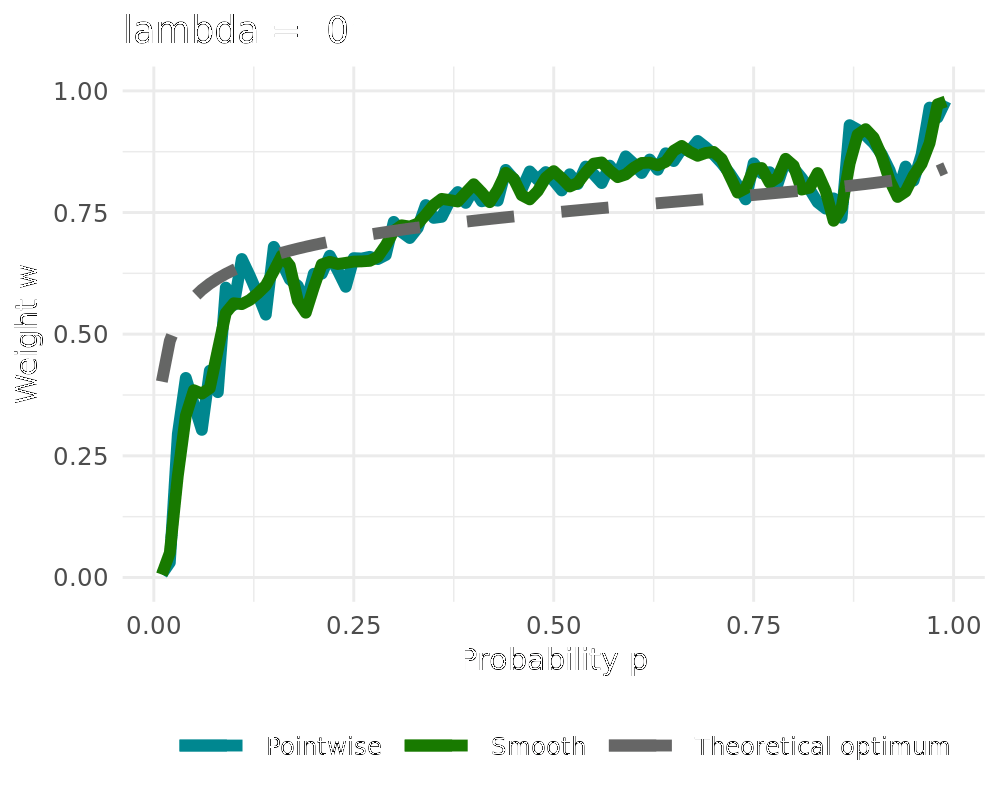 lambda = 0
1.00
0.75
0.50
0.25
0.00
Weight w
0.00 0.25 0.50 0.75 1.00
Probability p
Pointwise Smooth Theoretical optimum